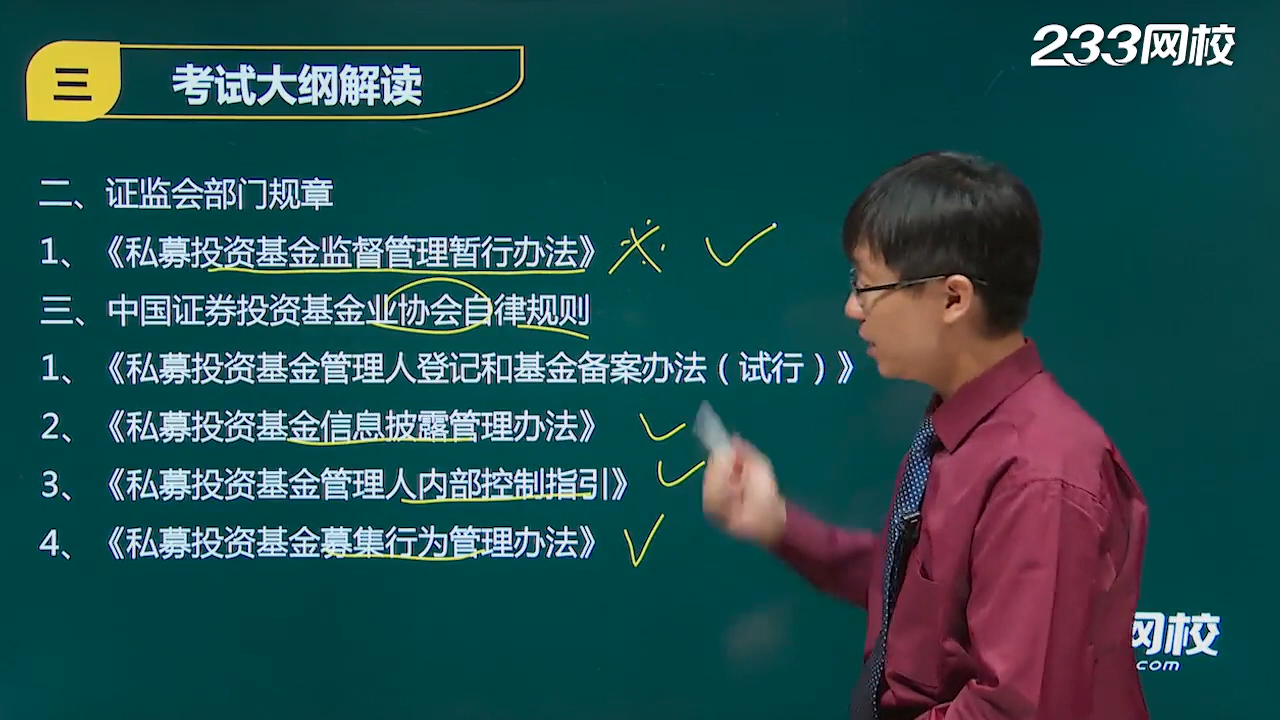 233网校
三
考试大纲解读
二、证监会部门规章
1、《私募投资基金监督管理暂行办法》
三、中国证券投资基金业协会自律规则
1、《私募投资基金管理人登记和基金备案办法（试行）》
2、《私募投资基金信息披露管理办法》
3、《私募投资基金管理人内部控制指引》
4、《私募投资基金募集行为管理办法》
网校
.com